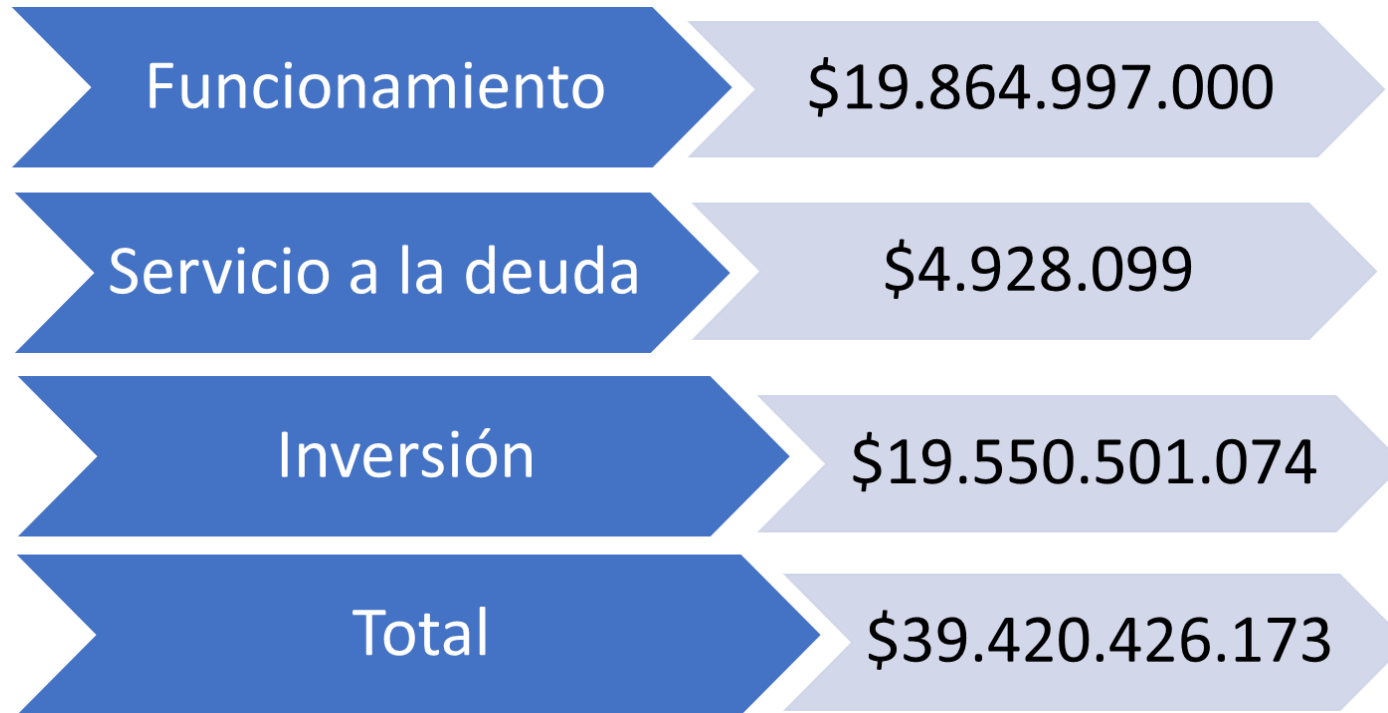 Funcionamiento
$19.864.997.000
Servicio a la deuda
$4.928.099
Inversión
$19.550.501.074
Total
$39.420.426.173